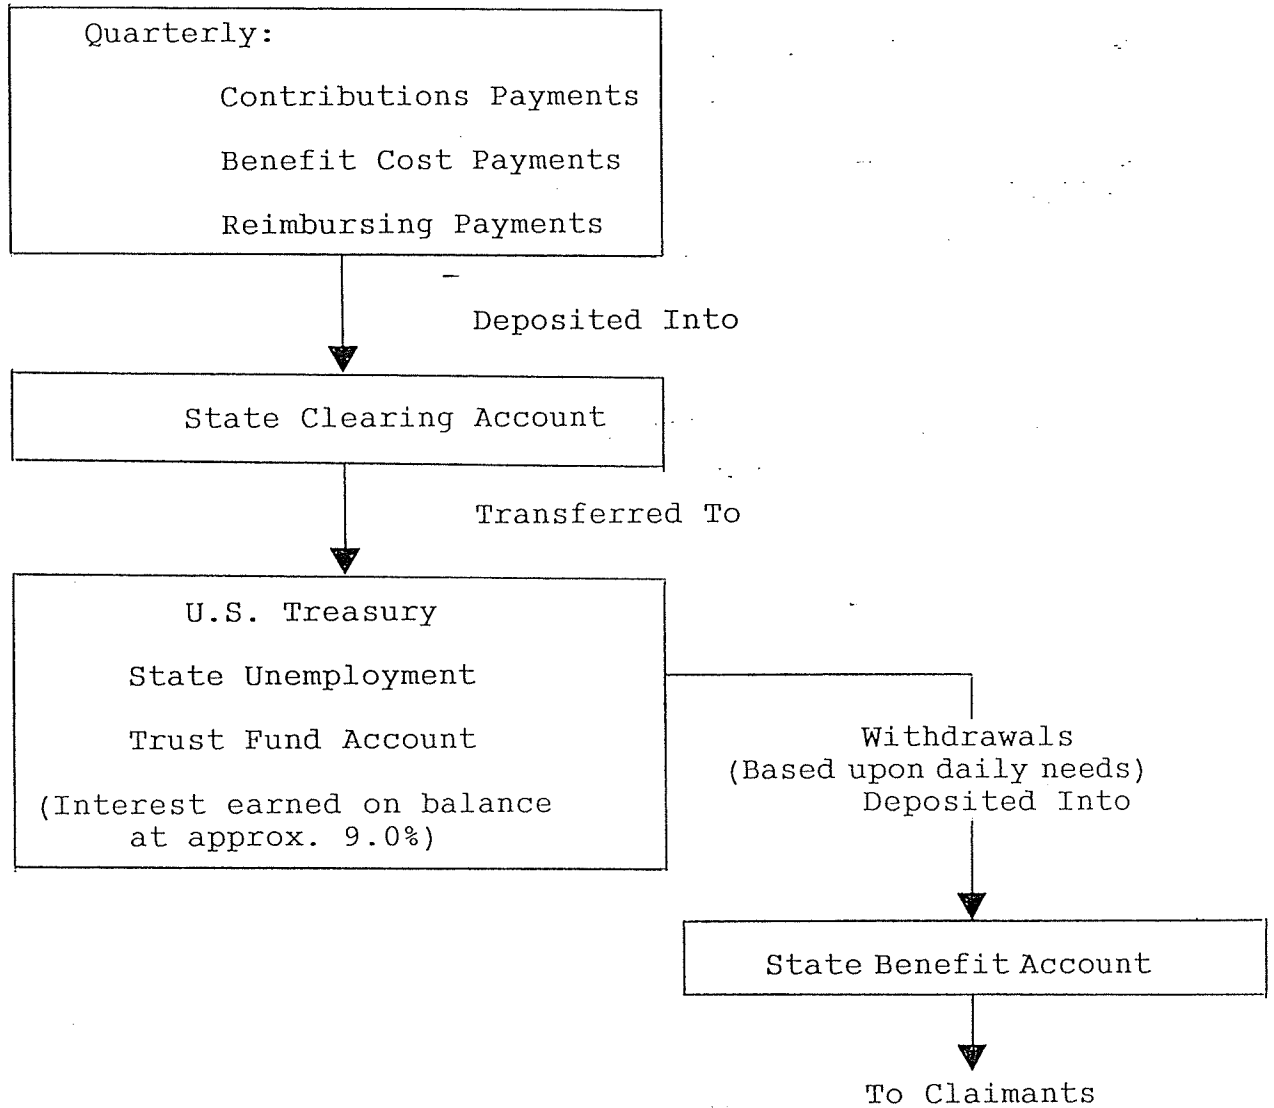 Quarterly:
Contributions Payments
Benefit Cost Payments
Reimbursing Payments
Deposited Into
State Clearing Account
Transferred To
U.S. Treasury
State Unemployment
Trust Fund Account
(Interest earned on balance
at approx. 9.0%)
Withdrawals
(Based upon daily needs)
Deposited Into
State Benefit Account
To Claimants